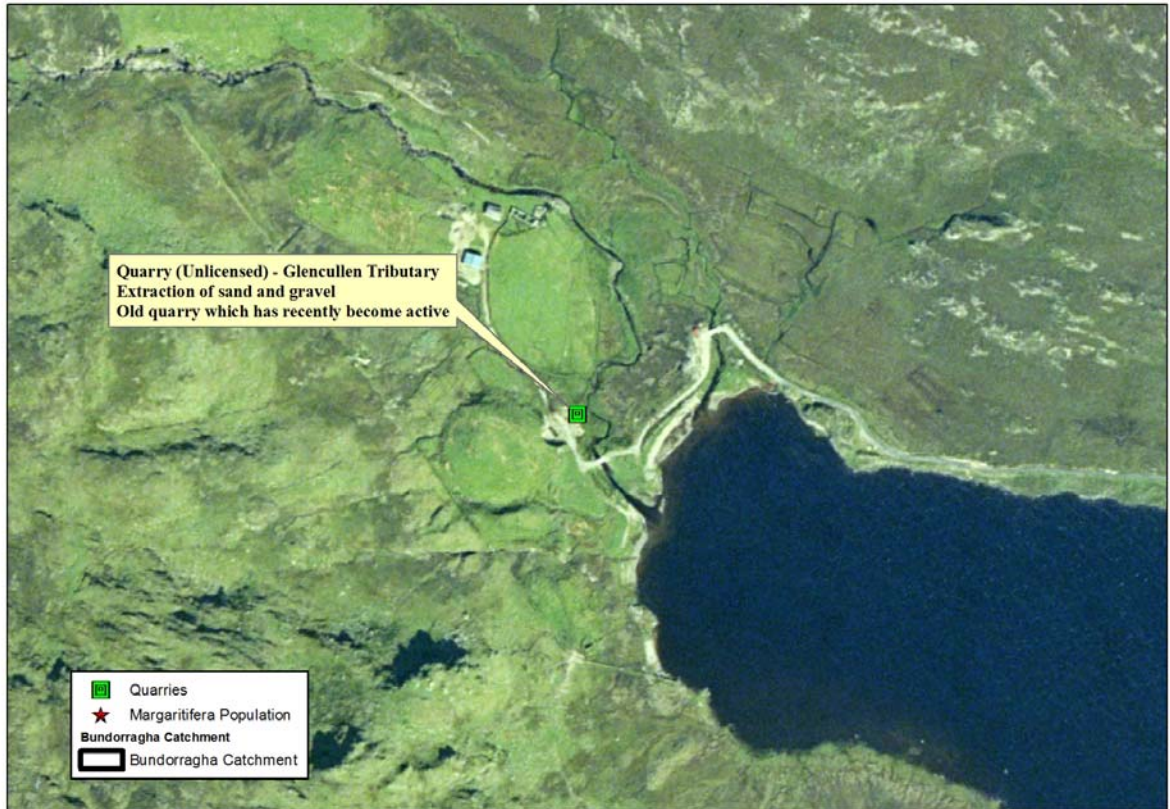 Quarry (Unlicensed) - Glencullen Tributary
Extraction of sand and gravel
Old quarry which has recently become active
Quarries
Margaritifera Population
Bundorragha Catchment
Bundorragha Catchment